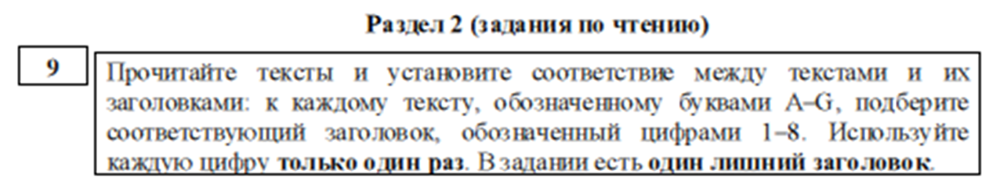 Раздел 2 (задания по чтению)
9
Прочитайте тексты и установите соответствие между текстами и их
заголовками: к каждому тексту, обозначенному буквами A–G, подберите
соответствующий заголовок, обозначенный цифрами 1–8. Используйте
каждую цифру только один раз. В задании есть один лишний заголовок.